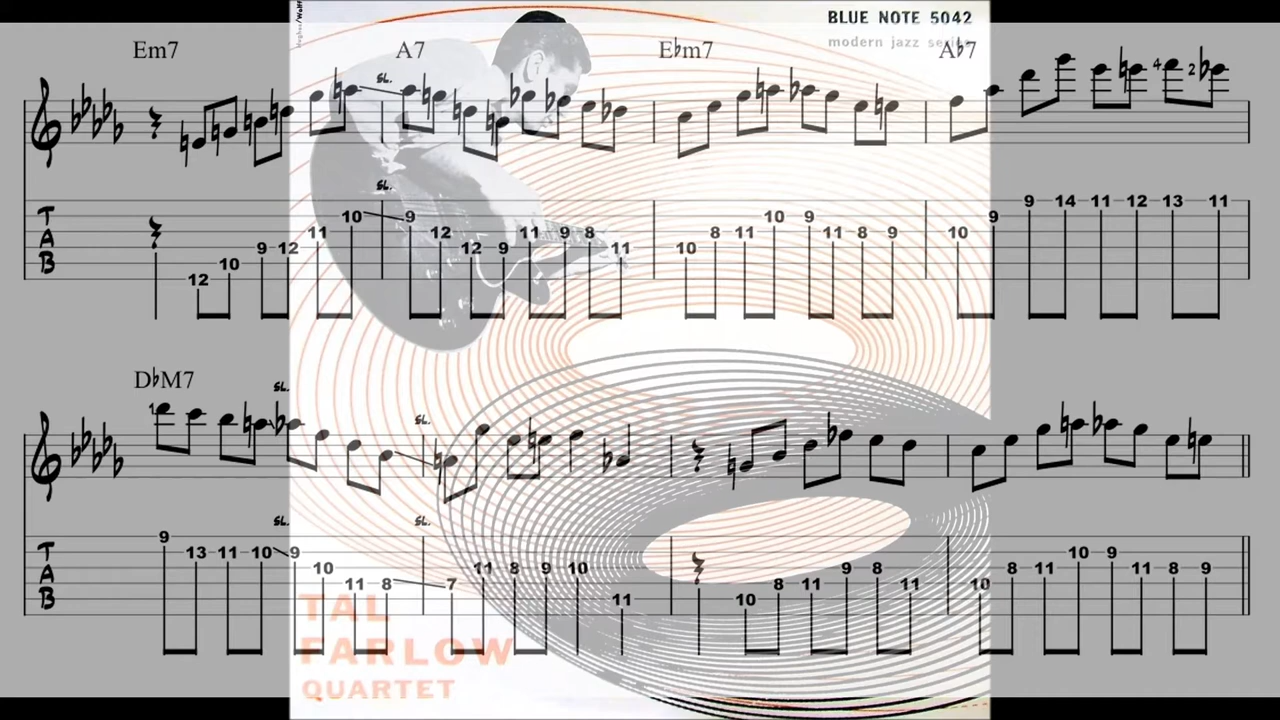 BLUE NOTE 5042
modern jazz series
Em7 A7 E♭m7 A♭7
SL.
4 2
SL.
T A B
12 10 9 12 11 10 9 12 12 9 11 9 8 11 10 8 11 10 9 11 8 9 10 9 9 14 11 12 13 11
D♭M7
SL. SL.
1
SL. SL.
T A B
9 13 11 10 9 10 11 8 7 11 8 9 10 11 10 8 11 9 8 11 10 8 11 10 9 11 8 9
TAL
FARLOW
QUARTET